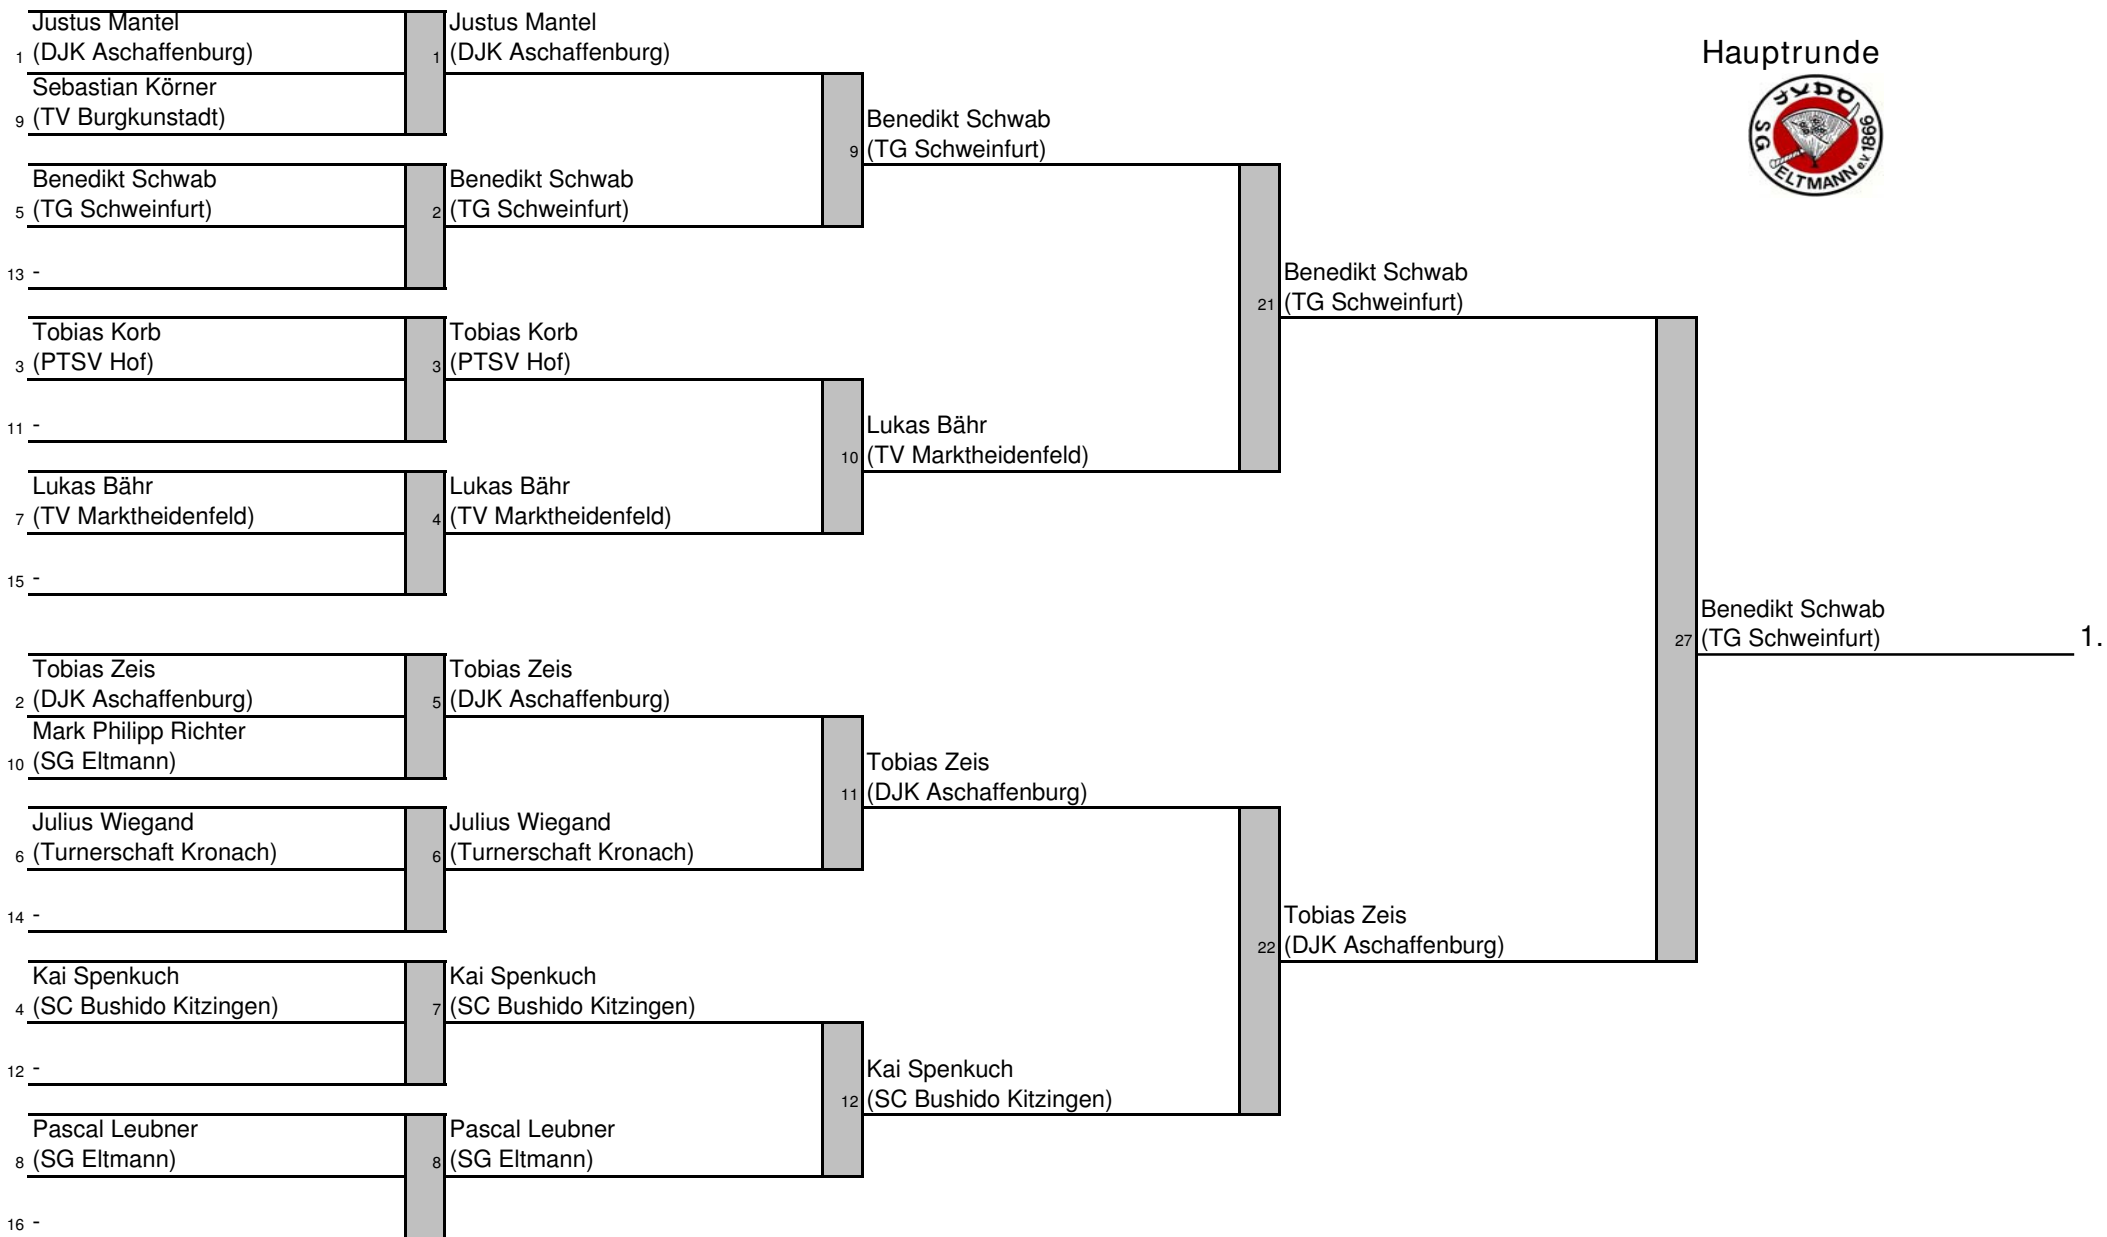 Hauptrunde
JUDO
SG ELTMANN e.V. 1866
Justus Mantel
1 (DJK Aschaffenburg)
Sebastian Körner
9 (TV Burgkunstadt)
Benedikt Schwab
5 (TG Schweinfurt)
13 -
Tobias Korb
3 (PTSV Hof)
11 -
Lukas Bähr
7 (TV Marktheidenfeld)
15 -
Tobias Zeis
2 (DJK Aschaffenburg)
Mark Philipp Richter
10 (SG Eltmann)
Julius Wiegand
6 (Turnerschaft Kronach)
14 -
Kai Spenkuch
4 (SC Bushido Kitzingen)
12 -
Pascal Leubner
8 (SG Eltmann)
16 -
Justus Mantel
1 (DJK Aschaffenburg)
Benedikt Schwab
2 (TG Schweinfurt)
Tobias Korb
3 (PTSV Hof)
Lukas Bähr
4 (TV Marktheidenfeld)
Tobias Zeis
5 (DJK Aschaffenburg)
Julius Wiegand
6 (Turnerschaft Kronach)
Kai Spenkuch
7 (SC Bushido Kitzingen)
Pascal Leubner
8 (SG Eltmann)
Benedikt Schwab
9 (TG Schweinfurt)
Lukas Bähr
10 (TV Marktheidenfeld)
Tobias Zeis
11 (DJK Aschaffenburg)
Kai Spenkuch
12 (SC Bushido Kitzingen)
Benedikt Schwab
21 (TG Schweinfurt)
Tobias Zeis
22 (DJK Aschaffenburg)
Benedikt Schwab
27 (TG Schweinfurt) 1.